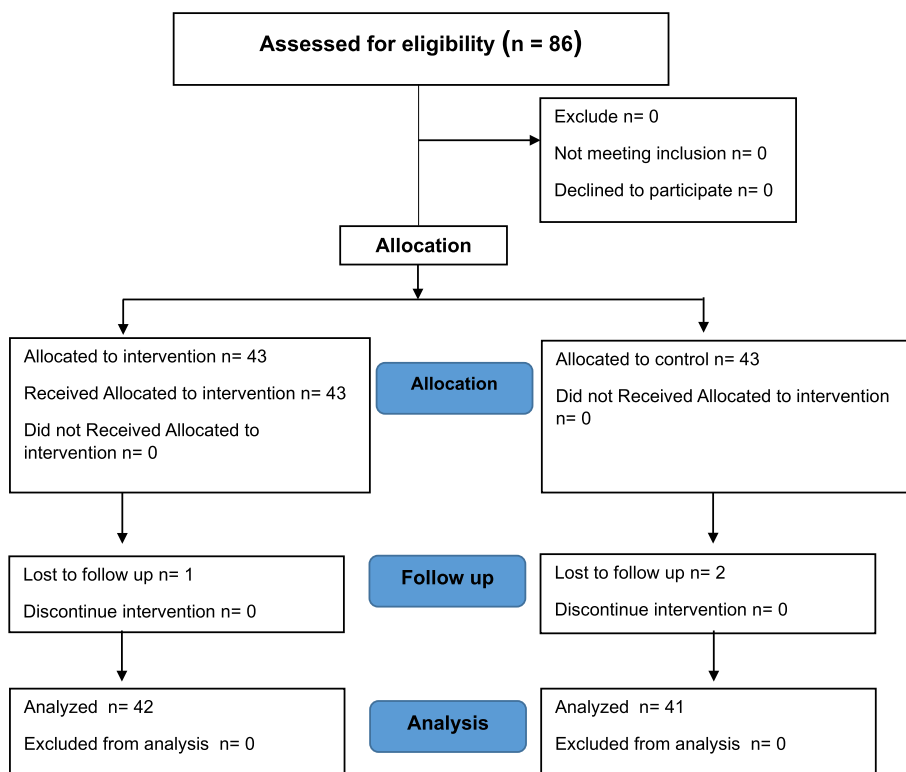 Assessed for eligibility (n = 86)
Exclude n= 0
Not meeting inclusion n= 0
Declined to participate n= 0
Allocation
Allocated to intervention n= 43
Received Allocated to intervention n= 43
Did not Received Allocated to
intervention n= 0
Allocation
Allocated to control n= 43
Did not Received Allocated to intervention
n= 0
Lost to follow up n= 1
Discontinue intervention n= 0
Follow up
Lost to follow up n= 2
Discontinue intervention n= 0
Analyzed n= 42
Excluded from analysis n= 0
Analysis
Analyzed n= 41
Excluded from analysis n= 0